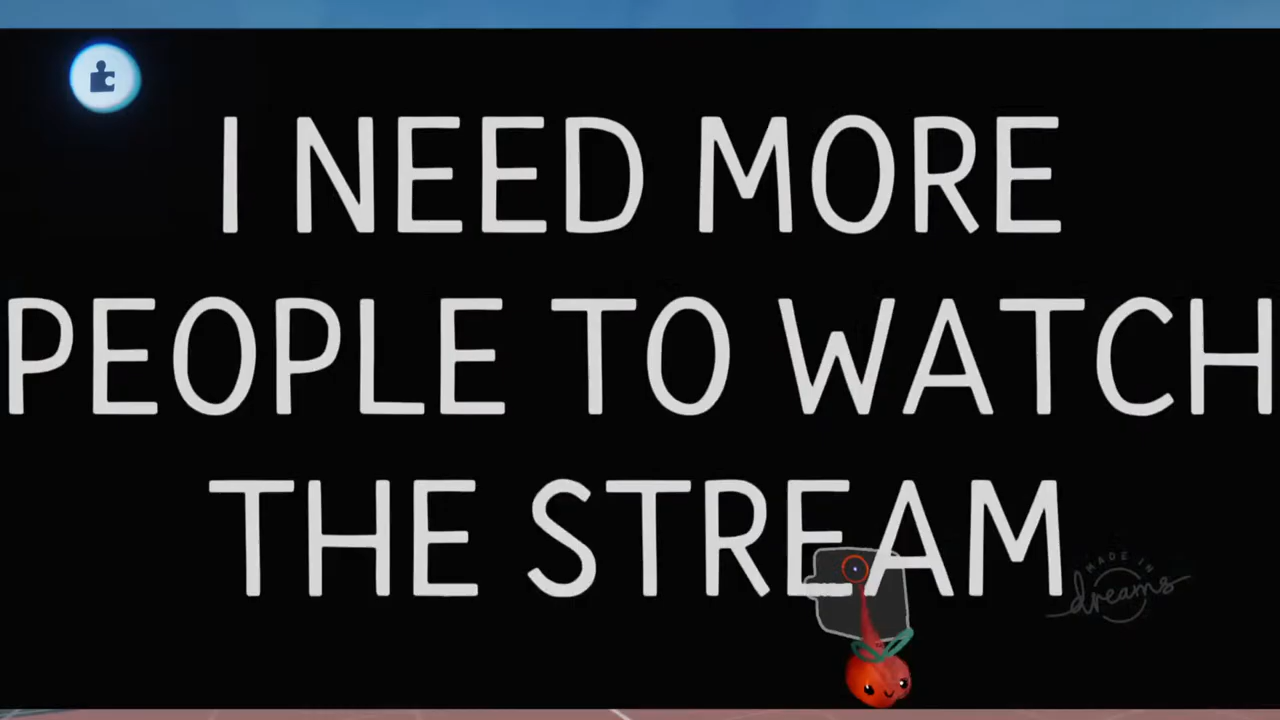 I NEED MORE
PEOPLE TO WATCH
THE STREAM
MADE IN
dreams